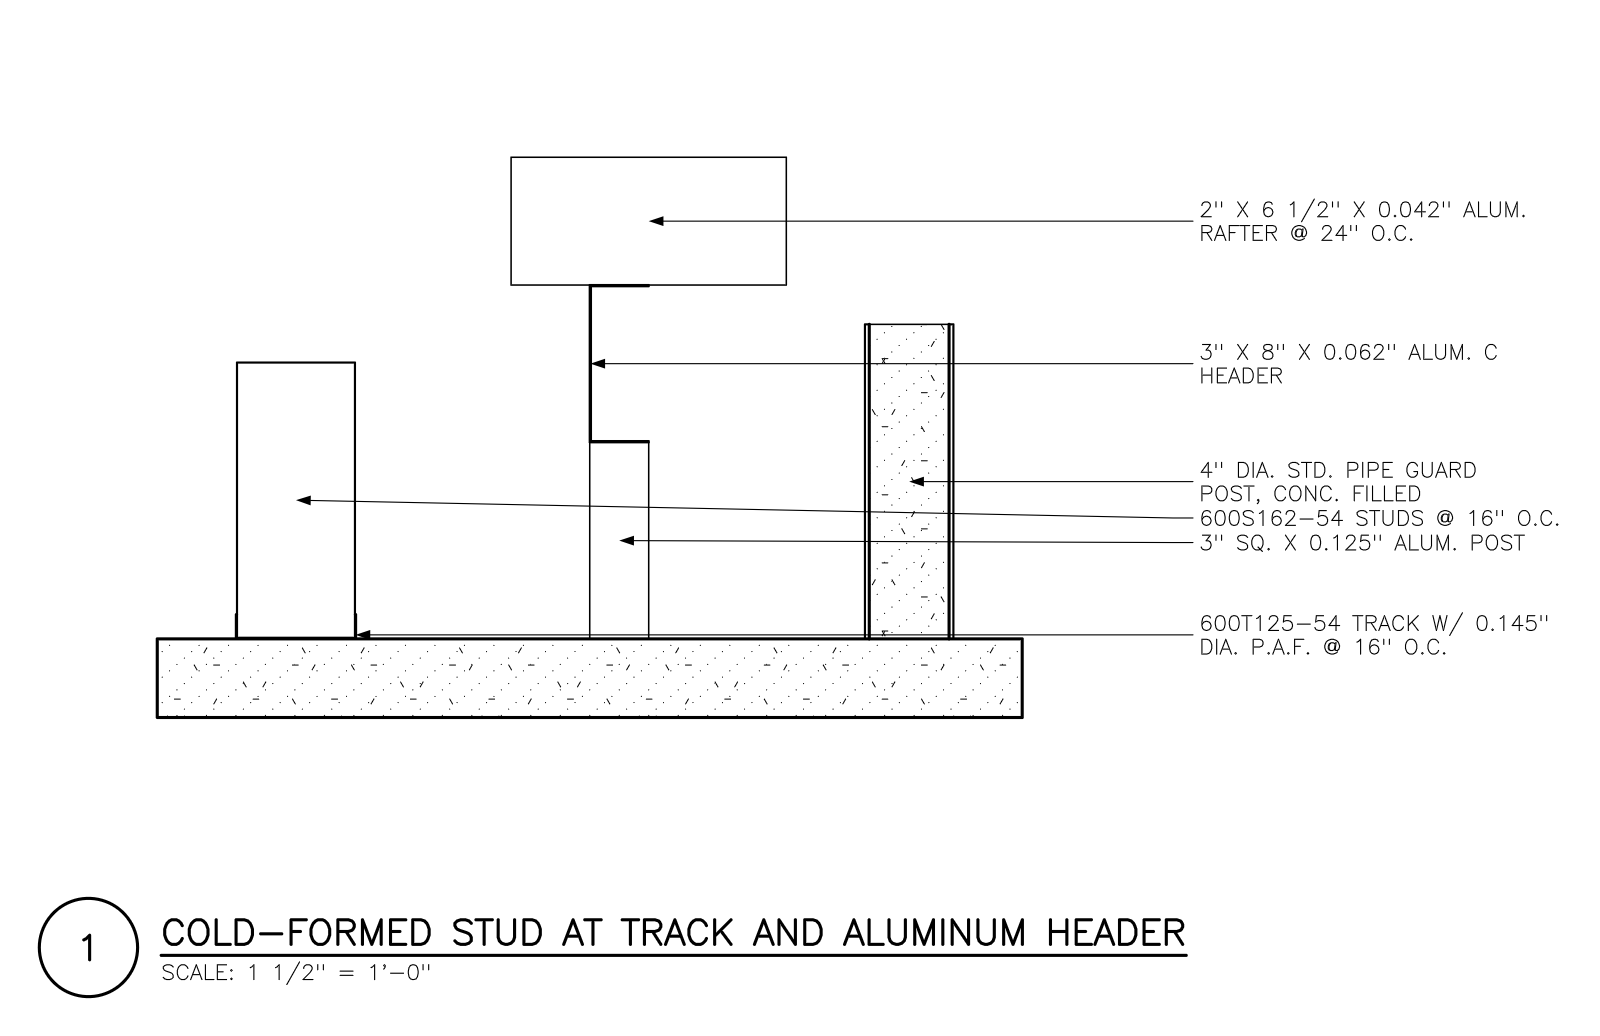 2" X 6 1/2" X 0.042" ALUM.
RAFTER @ 24" O.C.
3" X 8" X 0.062" ALUM. C
HEADER
4" DIA. STD. PIPE GUARD
POST, CONC. FILLED
600S162-54 STUDS @ 16" O.C.
3" SQ. X 0.125" ALUM. POST
600T125-54 TRACK W/ 0.145"
DIA. P.A.F. @ 16" O.C.
1
COLD-FORMED STUD AT TRACK AND ALUMINUM HEADER
SCALE: 1 1/2" = 1'-0"